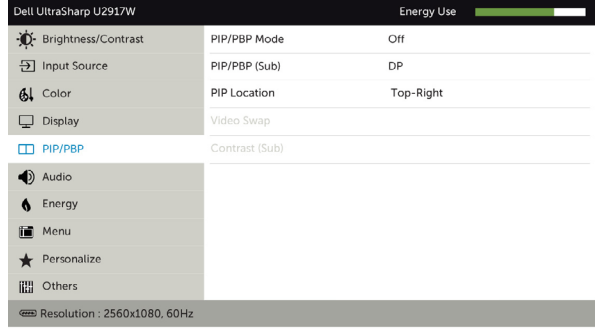 Dell UltraSharp U2917W Energy Use
Brightness/Contrast PIP/PBP Mode Off
Input Source PIP/PBP (Sub) DP
Color PIP Location Top-Right
Display Video Swap
PIP/PBP Contrast (Sub)
Audio
Energy
Menu
Personalize
Others
Resolution : 2560x1080, 60Hz